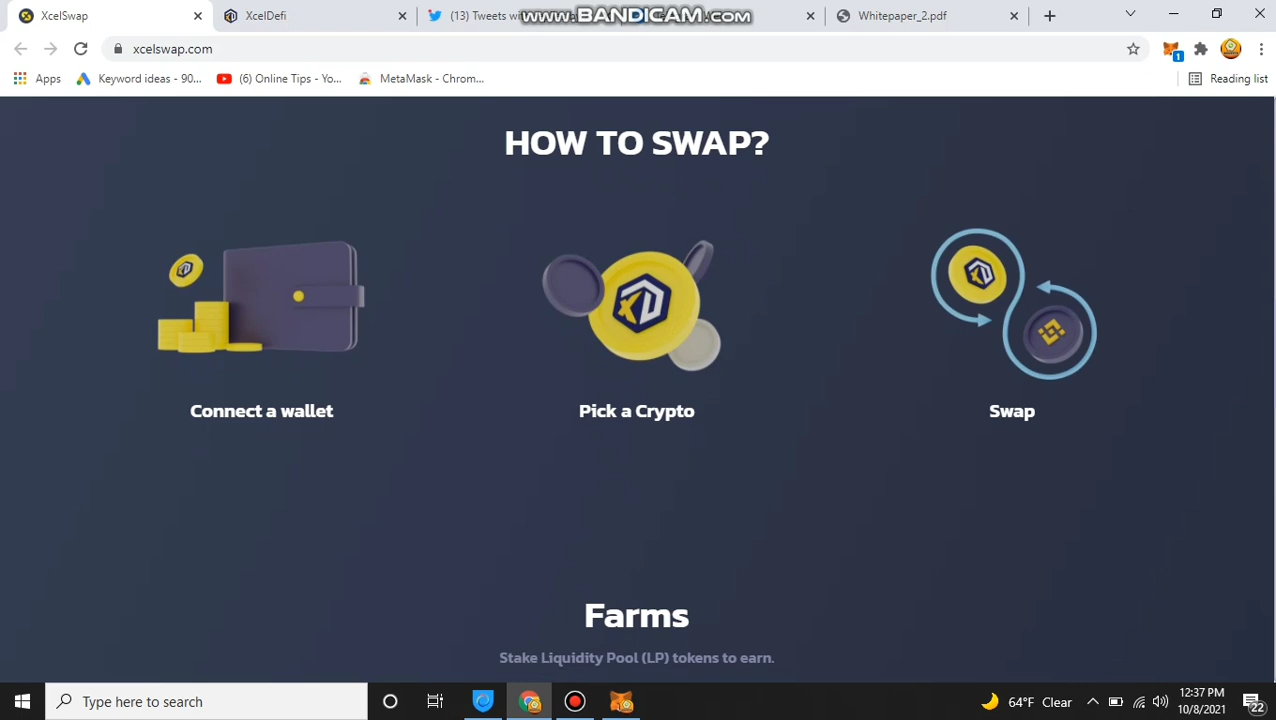 XcelSwap
XcelDefi
(13) Tweets wi
www.BANDICAM.com
Whitepaper_2.pdf
xcelswap.com
1
Apps
Keyword ideas - 90...
(6) Online Tips - Yo...
MetaMask - Chrom...
Reading list
HOW TO SWAP?
Connect a wallet
Pick a Crypto
Swap
Farms
Stake Liquidity Pool (LP) tokens to earn.
Type here to search
64°F Clear
12:37 PM
10/8/2021
22